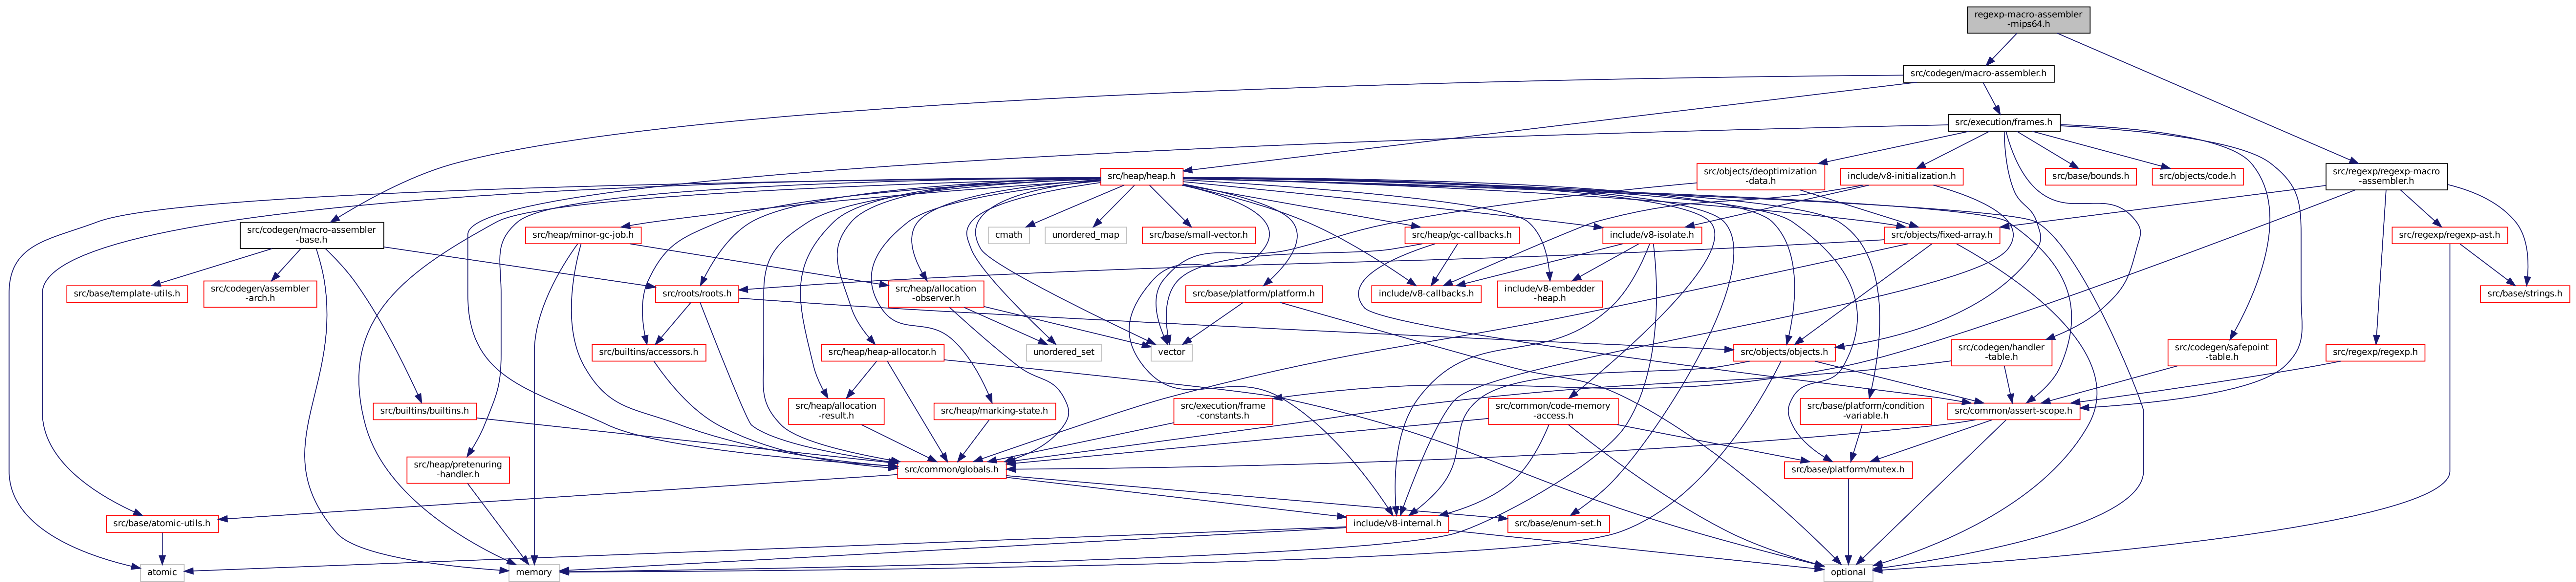 regexp-macro-assembler
-mips64.h
src/codegen/macro-assembler.h
src/execution/frames.h
src/heap/heap.h
src/objects/deoptimization
-data.h
include/v8-initialization.h
src/base/bounds.h
src/objects/code.h
src/regexp/regexp-macro
-assembler.h
src/codegen/macro-assembler
-base.h
src/heap/minor-gc-job.h
cmath
unordered_map
src/base/small-vector.h
src/heap/gc-callbacks.h
include/v8-isolate.h
src/objects/fixed-array.h
src/regexp/regexp-ast.h
src/base/template-utils.h
src/codegen/assembler
-arch.h
src/roots/roots.h
src/heap/allocation
-observer.h
src/base/platform/platform.h
include/v8-callbacks.h
include/v8-embedder
-heap.h
src/base/strings.h
src/builtins/accessors.h
src/heap/heap-allocator.h
unordered_set
vector
src/objects/objects.h
src/codegen/handler
-table.h
src/codegen/safepoint
-table.h
src/regexp/regexp.h
src/builtins/builtins.h
src/heap/allocation
-result.h
src/heap/marking-state.h
src/execution/frame
-constants.h
src/common/code-memory
-access.h
src/base/platform/condition
-variable.h
src/common/assert-scope.h
src/heap/pretenuring
-handler.h
src/common/globals.h
src/base/platform/mutex.h
src/base/atomic-utils.h
include/v8-internal.h
src/base/enum-set.h
atomic
memory
optional